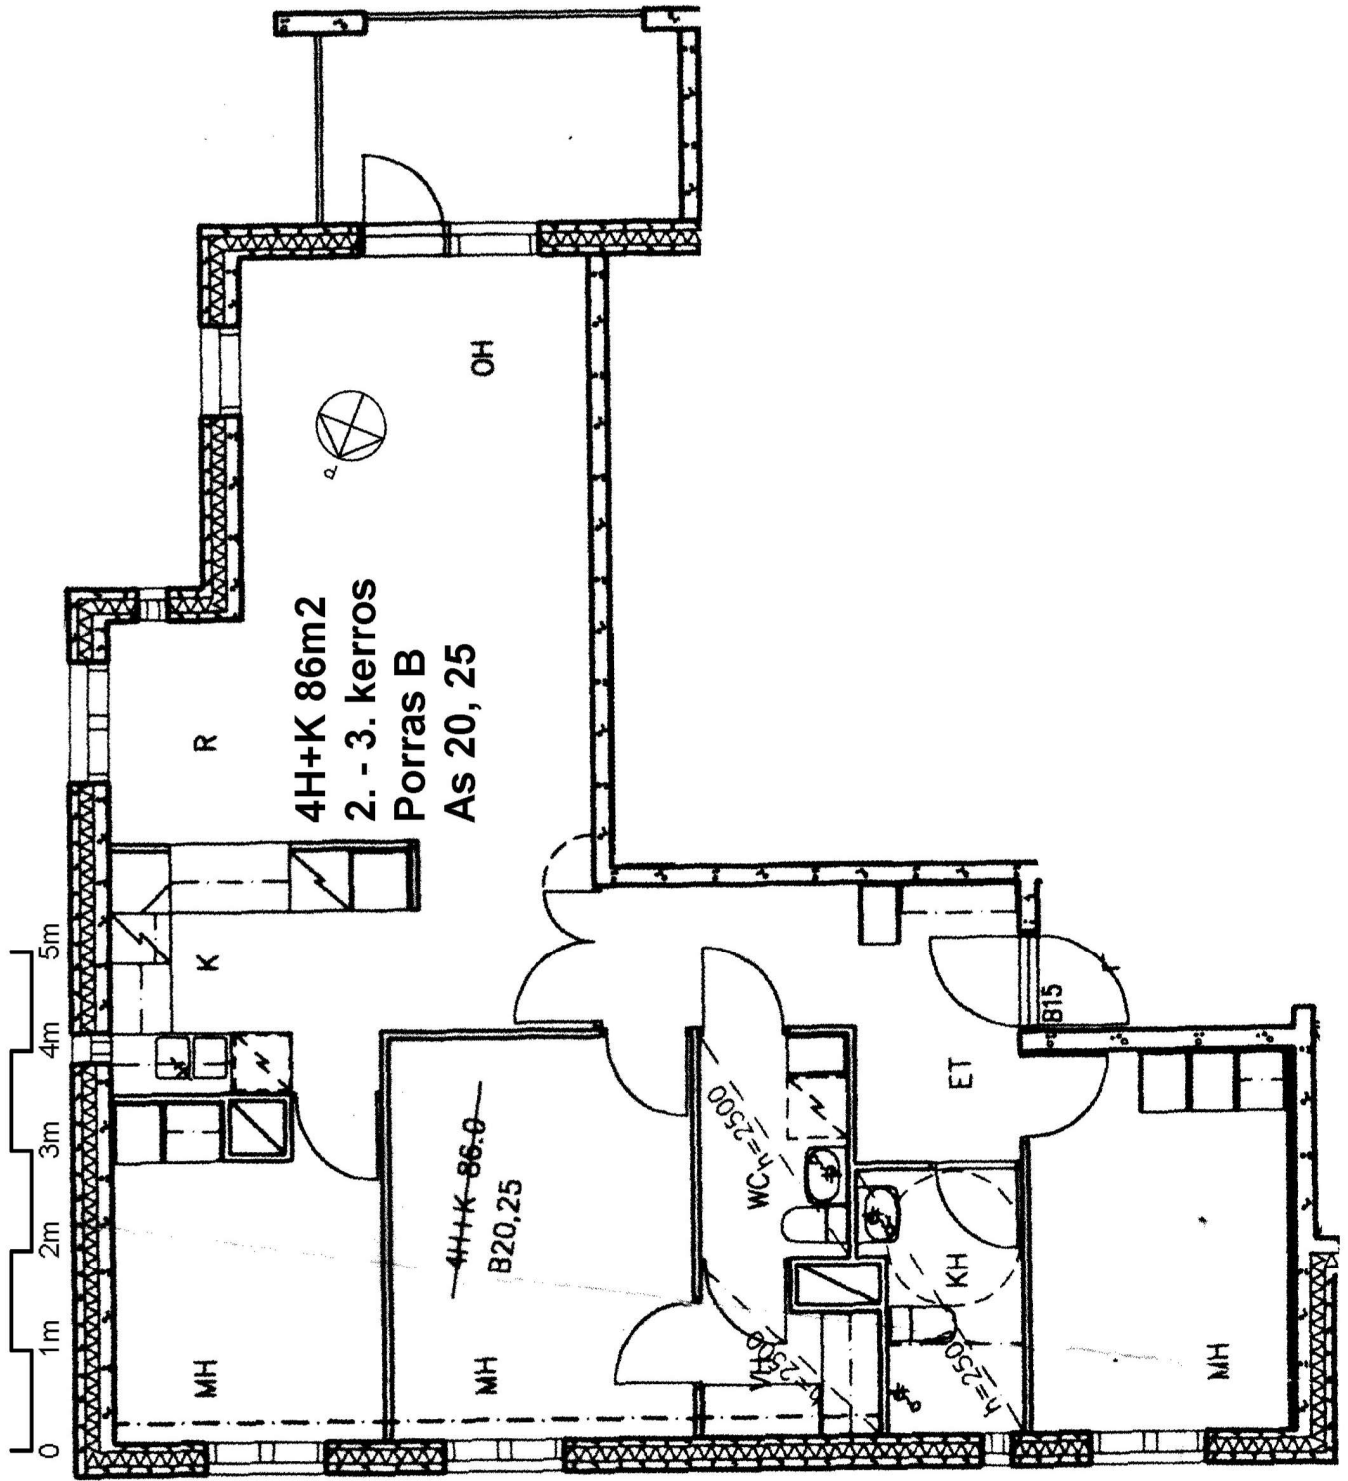 4H+K 86m2
2. - 3. kerros
Porras B
As 20, 25
0 1m 2m 3m 4m 5m
MH
K
R
OH
MH
4H+K 86.0
B20,25
VH
h=2500
WC
h=2500
KH
h=250
ET
B15
MH